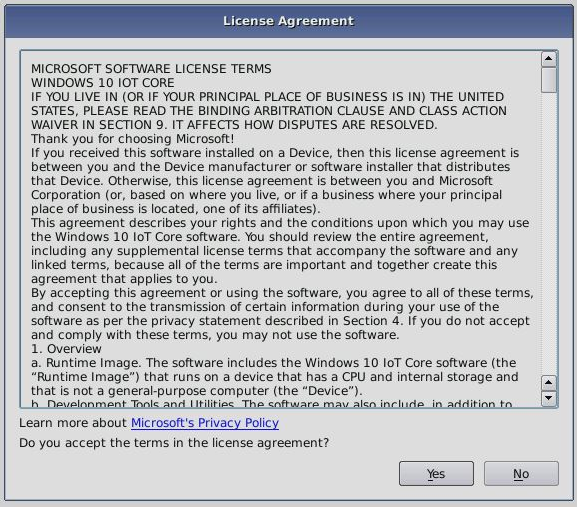 License Agreement
MICROSOFT SOFTWARE LICENSE TERMS
WINDOWS 10 IOT CORE
IF YOU LIVE IN (OR IF YOUR PRINCIPAL PLACE OF BUSINESS IS IN) THE UNITED
STATES, PLEASE READ THE BINDING ARBITRATION CLAUSE AND CLASS ACTION
WAIVER IN SECTION 9. IT AFFECTS HOW DISPUTES ARE RESOLVED.
Thank you for choosing Microsoft!
If you received this software installed on a Device, then this license agreement is
between you and the Device manufacturer or software installer that distributes
that Device. Otherwise, this license agreement is between you and Microsoft
Corporation (or, based on where you live, or if a business where your principal
place of business is located, one of its affiliates).
This agreement describes your rights and the conditions upon which you may use
the Windows 10 IoT Core software. You should review the entire agreement,
including any supplemental license terms that accompany the software and any
linked terms, because all of the terms are important and together create this
agreement that applies to you.
By accepting this agreement or using the software, you agree to all of these terms,
and consent to the transmission of certain information during your use of the
software as per the privacy statement described in Section 4. If you do not accept
and comply with these terms, you may not use the software.
1. Overview
a. Runtime Image. The software includes the Windows 10 IoT Core software (the
“Runtime Image”) that runs on a device that has a CPU and internal storage and
that is not a general-purpose computer (the “Device”).
b. Development Tools and Utilities. The software may also include, in addition to
Learn more about Microsoft's Privacy Policy
Do you accept the terms in the license agreement?
Yes No